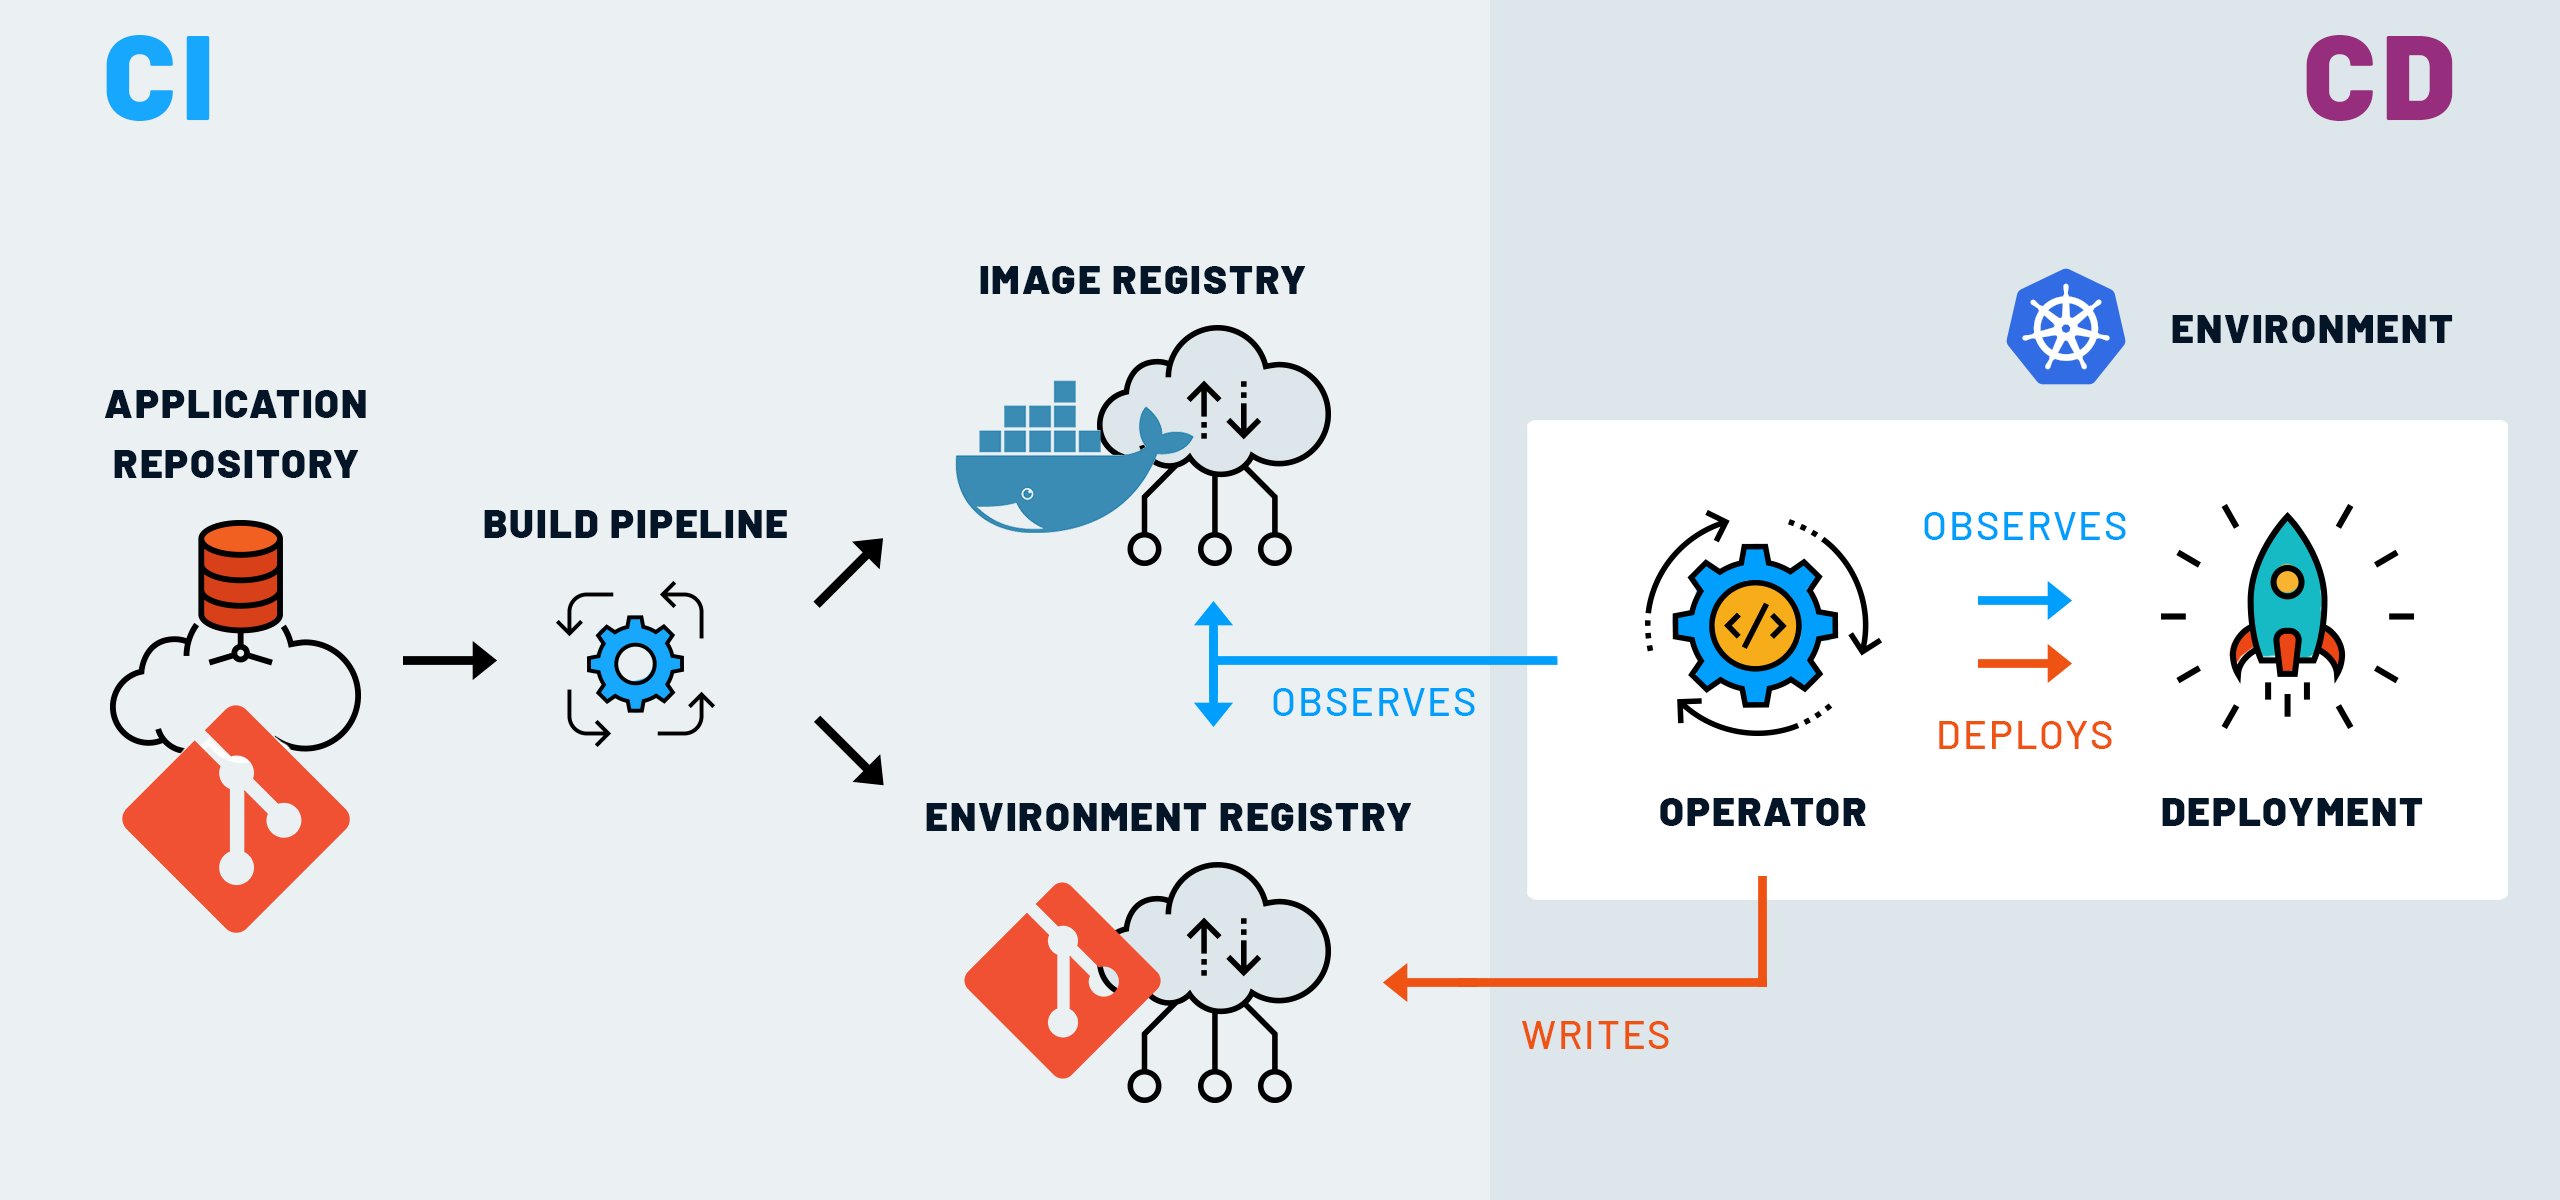 CI
CD
IMAGE REGISTRY
ENVIRONMENT
APPLICATION
REPOSITORY
BUILD PIPELINE
OBSERVES
OBSERVES
DEPLOYS
ENVIRONMENT REGISTRY
OPERATOR
DEPLOYMENT
WRITES